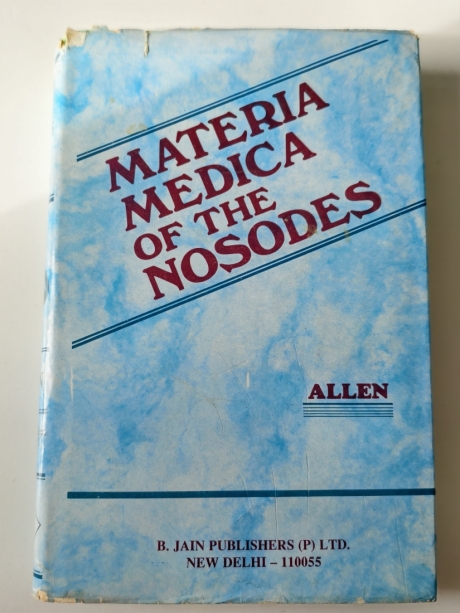 MATERIA
MEDICA
OF THE
NOSODES
ALLEN
B. JAIN PUBLISHERS (P) LTD.
NEW DELHI – 110055